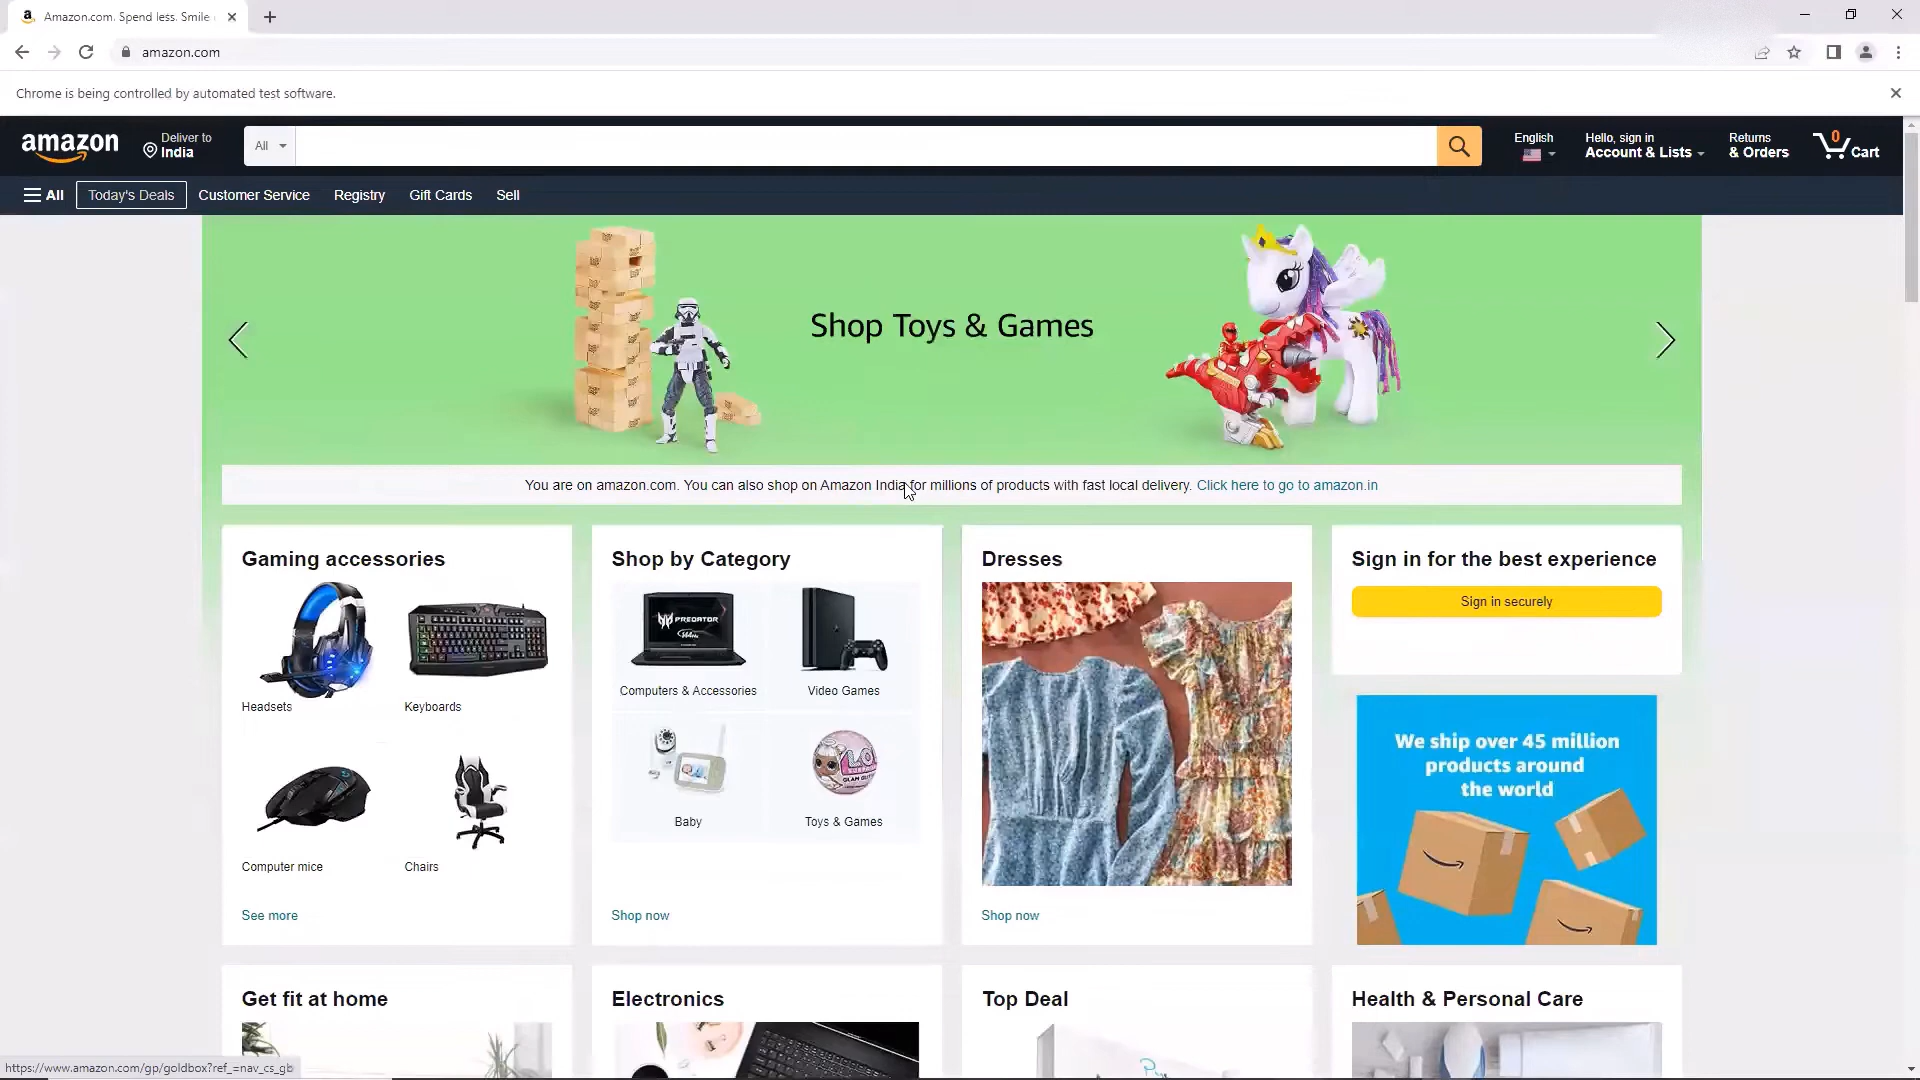 Amazon.com. Spend less. Smile
amazon.com
Chrome is being controlled by automated test software.
amazon
Deliver to
India
All
English
Hello, sign in
Account & Lists
Returns
& Orders
0
Cart
All
Today's Deals
Customer Service
Registry
Gift Cards
Sell
Shop Toys & Games
You are on amazon.com. You can also shop on Amazon India for millions of products with fast local delivery. Click here to go to amazon.in
Gaming accessories
Headsets
Keyboards
Computer mice
Chairs
See more
Shop by Category
PREDATOR
Computers & Accessories
Video Games
Baby
Toys & Games
Shop now
Dresses
Shop now
Sign in for the best experience
Sign in securely
We ship over 45 million
products around
the world
Get fit at home
Electronics
Top Deal
Health & Personal Care
https://www.amazon.com/gp/goldbox?ref_=nav_cs_gb